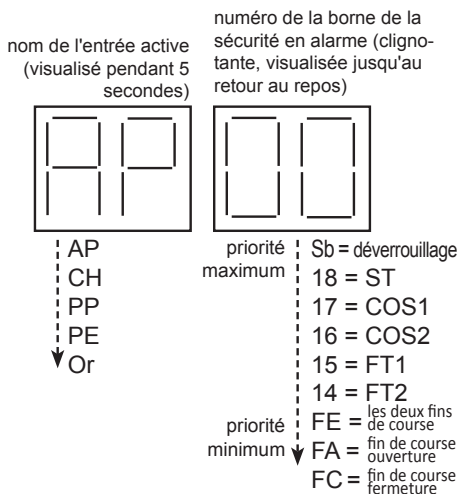 nom de l'entrée active
(visualisé pendant 5
secondes)
numéro de la borne de la
sécurité en alarme (cligno-
tante, visualisée jusqu'au
retour au repos)
AP
00
AP
CH
PP
PE
Or
priorité
maximum
Sb = déverrouillage
18 = ST
17 = COS1
16 = COS2
15 = FT1
14 = FT2
priorité
minimum
FE = les deux fins
de course
FA = fin de course
ouverture
FC = fin de course
fermeture